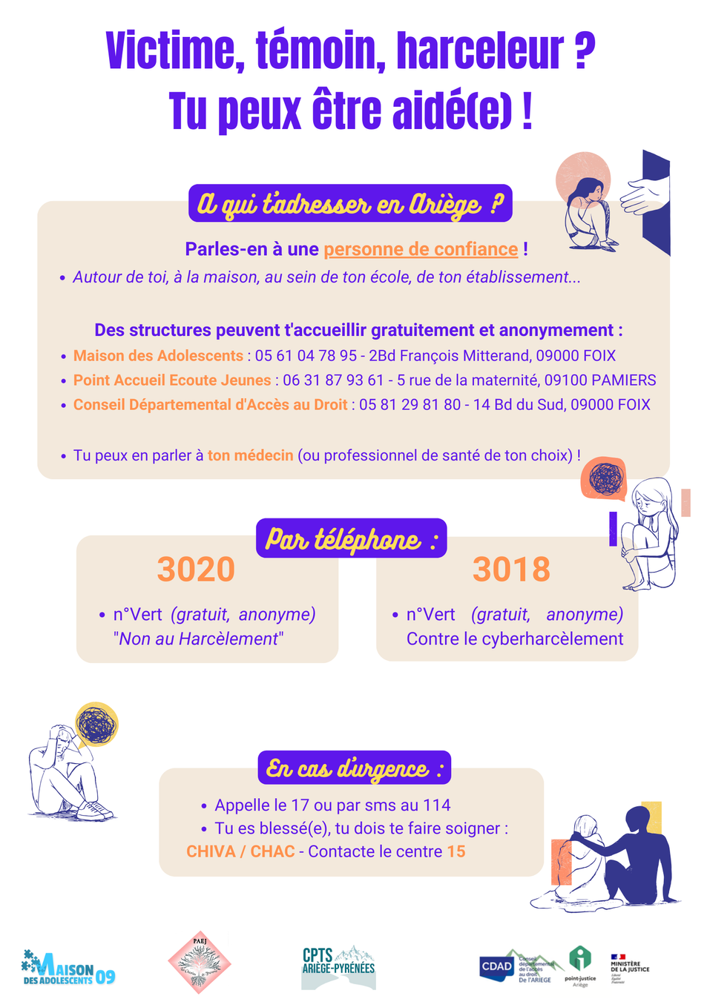 Victime, témoin, harceleur ?
Tu peux être aidé(e) !
A qui t'adresser en Ariège ?
Parles-en à une personne de confiance !
• Autour de toi, à la maison, au sein de ton école, de ton établissement...
Des structures peuvent t'accueillir gratuitement et anonymement :
• Maison des Adolescents : 05 61 04 78 95 - 2Bd François Mitterand, 09000 FOIX
• Point Accueil Ecoute Jeunes : 06 31 87 93 61 - 5 rue de la maternité, 09100 PAMIERS
• Conseil Départemental d'Accès au Droit : 05 81 29 81 80 - 14 Bd du Sud, 09000 FOIX
• Tu peux en parler à ton médecin (ou professionnel de santé de ton choix) !
Par téléphone :
3020
• n°Vert (gratuit, anonyme)
"Non au Harcèlement"
3018
• n°Vert (gratuit, anonyme)
Contre le cyberharcèlement
En cas d'urgence :
• Appelle le 17 ou par sms au 114
• Tu es blessé(e), tu dois te faire soigner :
CHIVA / CHAC - Contacte le centre 15
MAISON
DES ADOLESCENTS 09
PAEJ
CPTS
ARIÈGE-PYRÉNÉES
CDAD
Conseil
départemental
de l'accès
au droit
De l'ARIEGE
point-justice
Ariège
MINISTÈRE
DE LA JUSTICE
Liberté
Égalité
Fraternité